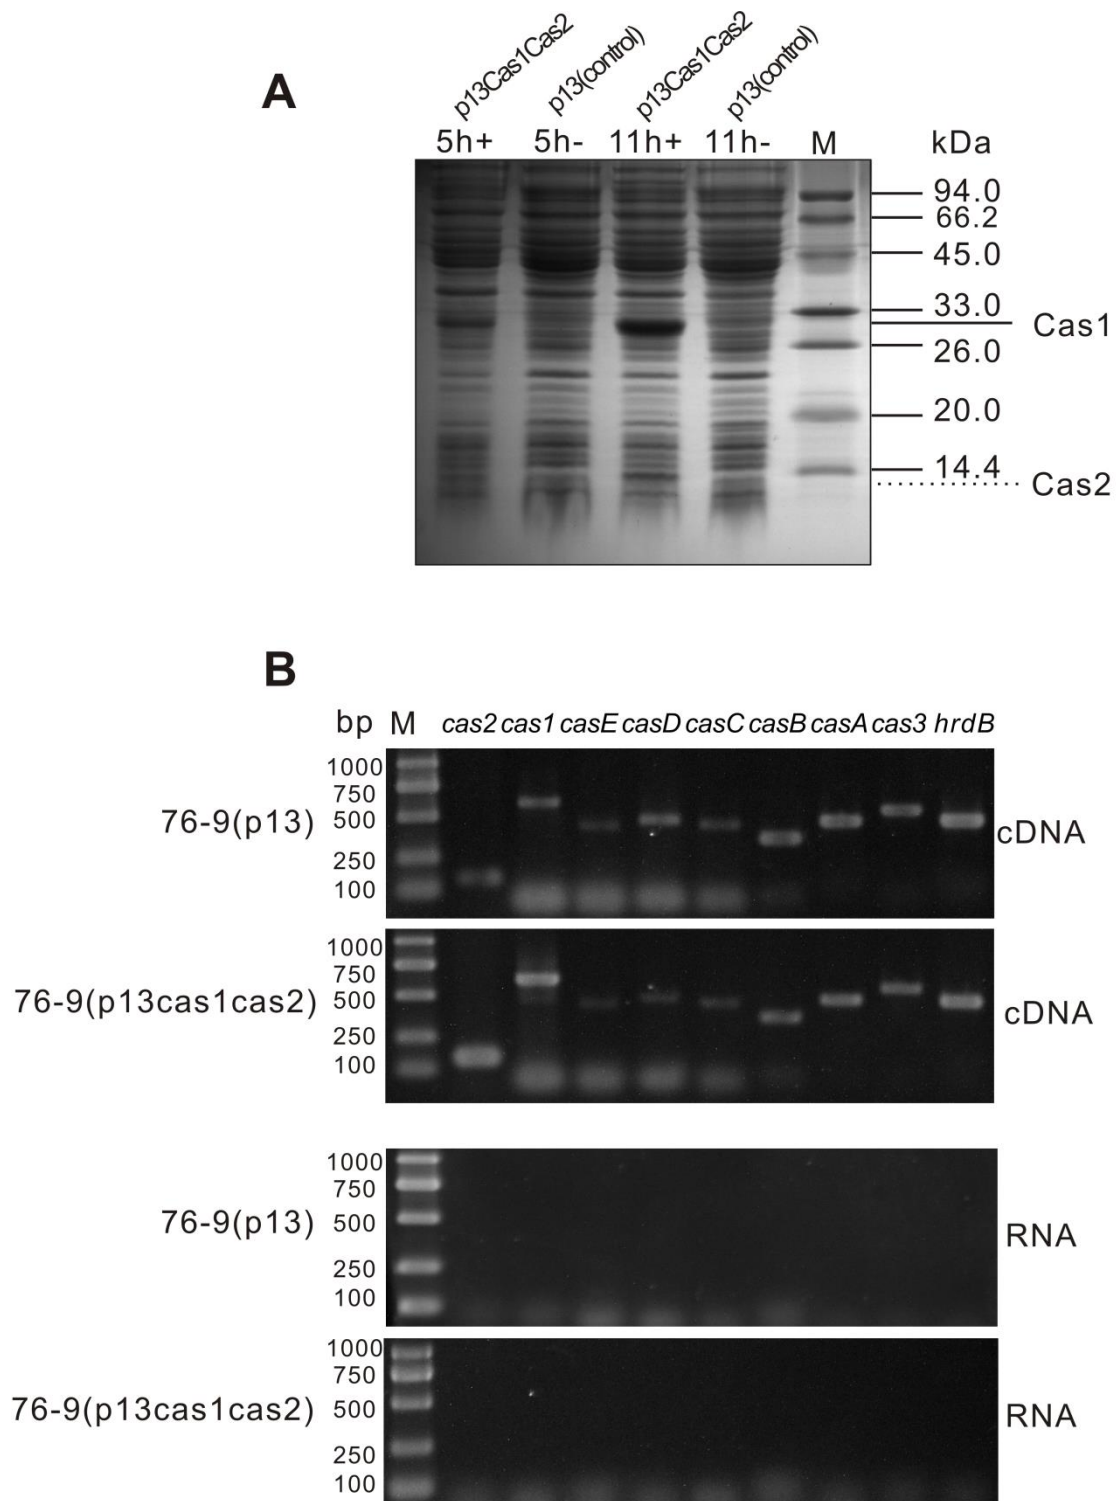 A
p13Cas1Cas2 p13(control) p13Cas1Cas2 p13(control)
5h+ 5h- 11h+ 11h- M kDa
94.0
66.2
45.0
33.0
Cas1
26.0
20.0
14.4
Cas2
B
bp M cas2 cas1 casE casD casC casB casA cas3 hrdB
1000
750
76-9(p13) 500 cDNA
250
100
1000
750
76-9(p13cas1cas2) 500 cDNA
250
100
1000
750
76-9(p13) 500 RNA
250
100
1000
750
76-9(p13cas1cas2) 500 RNA
250
100